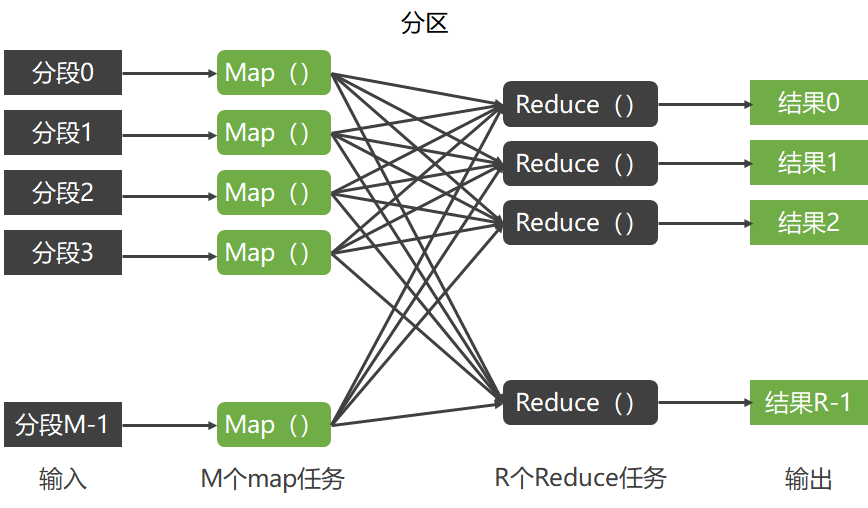 分区
分段0
Map（）
分段1
Map（）
分段2
Map（）
分段3
Map（）
分段M-1
Map（）
Reduce（）
结果0
Reduce（）
结果1
Reduce（）
结果2
Reduce（）
结果R-1
输入
M个map任务
R个Reduce任务
输出